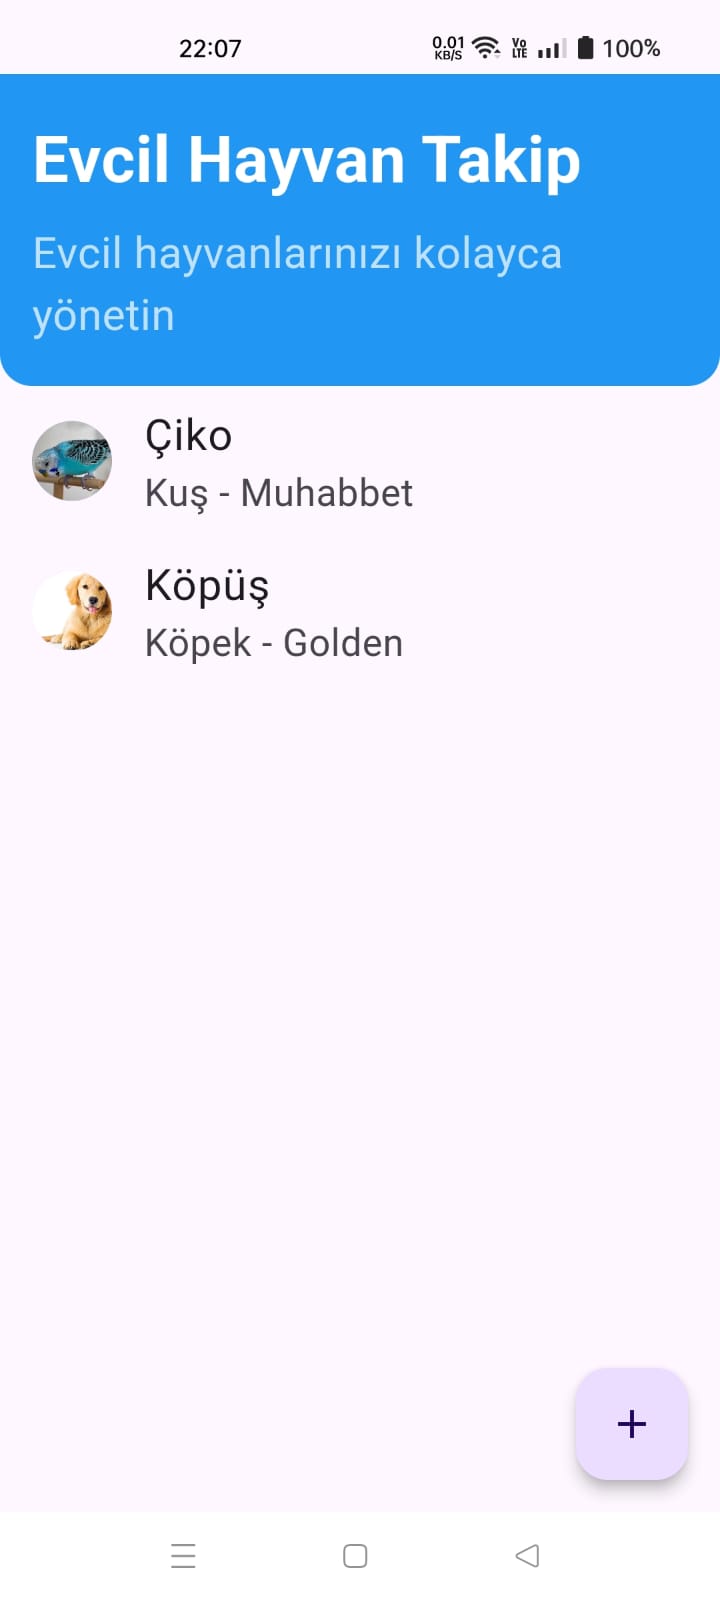 22:07
0.01
KB/S
Vo
LTE
100%
Evcil Hayvan Takip
Evcil hayvanlarınızı kolayca
yönetin
Çiko
Kuş - Muhabbet
Köpüş
Köpek - Golden